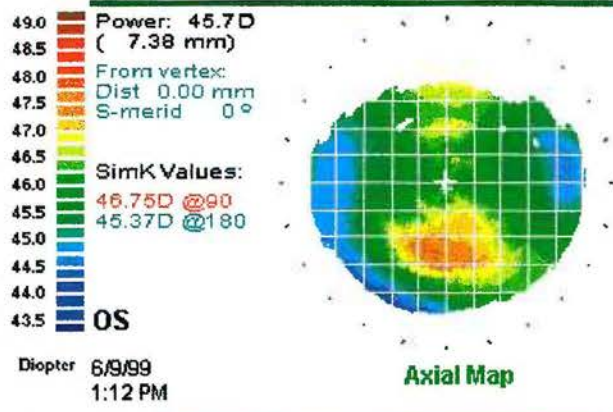 49.0
48.5
48.0
47.5
47.0
46.5
46.0
45.5
45.0
44.5
44.0
43.5
Diopter
Power: 45.7D
( 7.38 mm)
From vertex:
Dist 0.00 mm
S-merid 0°
SimK Values:
46.75D @90
45.37D @180
OS
6/9/99
1:12 PM
Axial Map